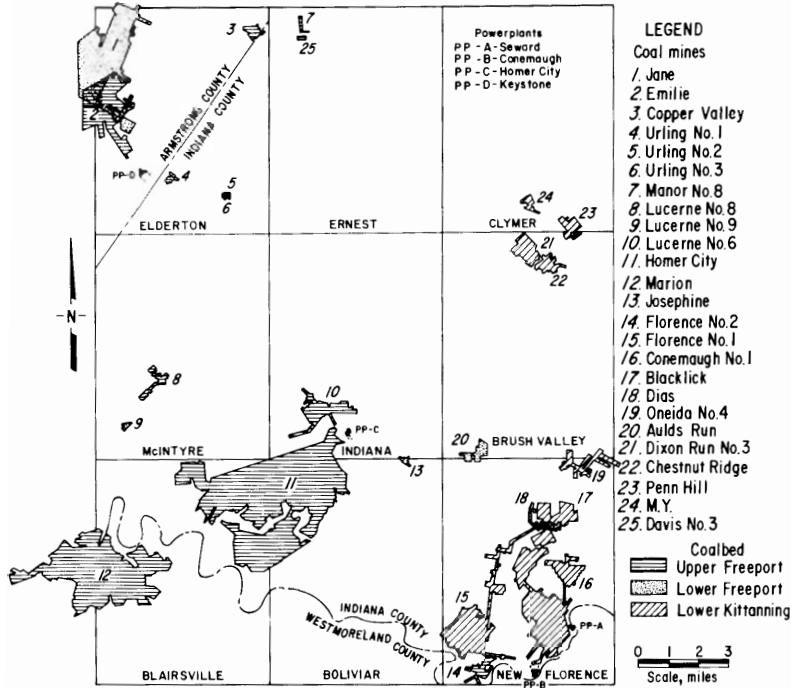 3
7
25
Powerplants
PP-A-Seward
PP-B-Conemaugh
PP-C-Homer City
PP-D-Keystone
ARMSTRONG COUNTY
INDIANA COUNTY
PP-D
4
5
6
ELDERTON
ERNEST
CLYMER
24
23
21
22
-N-
8
9
10
PP-C
McINTYRE
INDIANA
BRUSH VALLEY
20
13
19
11
12
18
17
16
15
INDIANA COUNTY
WESTMORELAND COUNTY
PP-A
14
BLAIRSVILLE
BOLIVIAR
NEW FLORENCE
PP-B
LEGEND
Coal mines
1. Jane
2. Emilie
3. Copper Valley
4. Urling No.1
5. Urling No.2
6. Urling No.3
7. Manor No.8
8. Lucerne No.8
9. Lucerne No.9
10. Lucerne No.6
11. Homer City
12. Marion
13. Josephine
14. Florence No.2
15. Florence No.1
16. Conemaugh No.1
17. Blacklick
18. Dias
19. Oneida No.4
20. Aulds Run
21. Dixon Run No.3
22. Chestnut Ridge
23. Penn Hill
24. M.Y.
25. Davis No.3
Coalbed
Upper Freeport
Lower Freeport
Lower Kittanning
0 1 2 3
Scale, miles